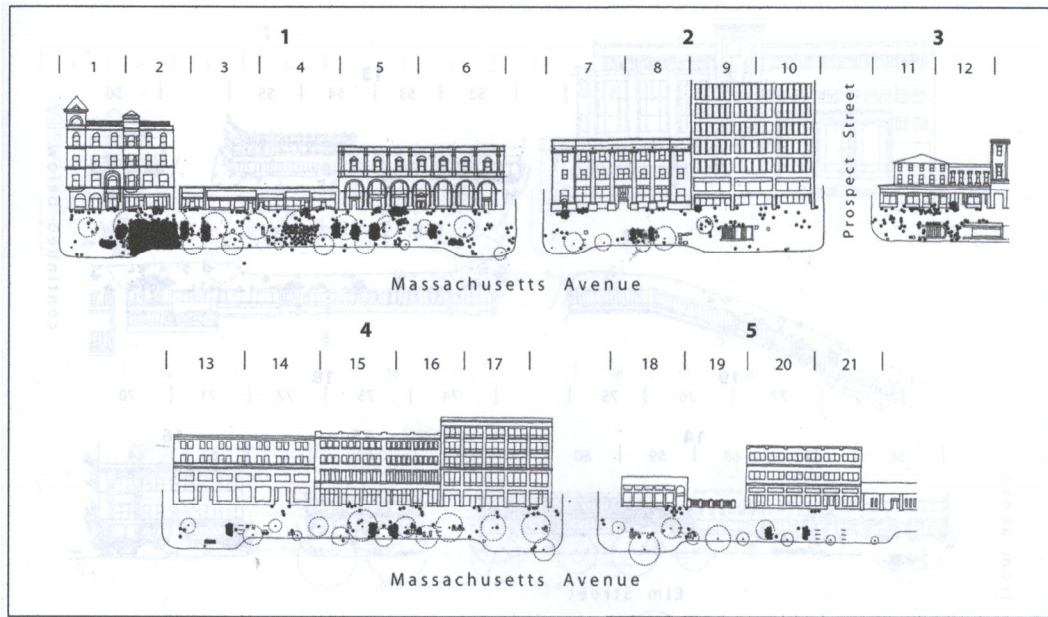 1 2 3
1 2 3 4 5 6 7 8 9 10 11 12
Prospect Street
Massachusetts Avenue
4 5
13 14 15 16 17 18 19 20 21
Massachusetts Avenue